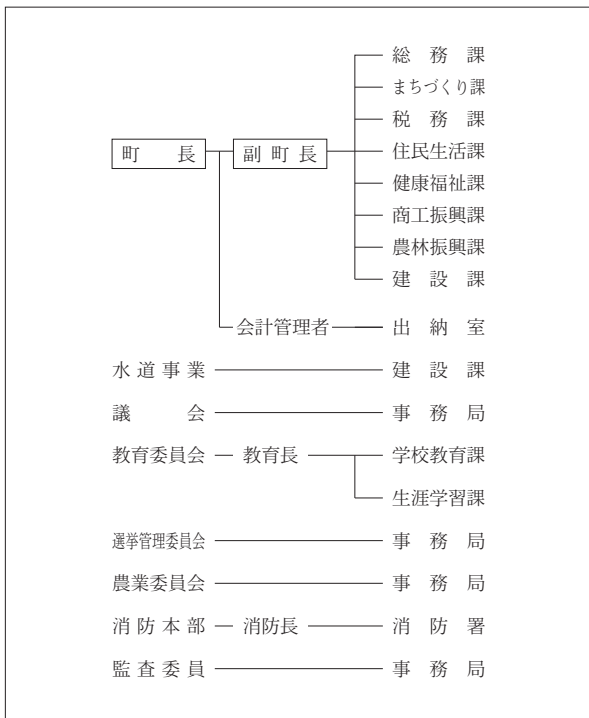 総務課
まちづくり課
税務課
町長 副町長 住民生活課
健康福祉課
商工振興課
農林振興課
建設課
会計管理者 出納室
水道事業 建設課
議会 事務局
教育委員会 教育長 学校教育課
生涯学習課
選挙管理委員会 事務局
農業委員会 事務局
消防本部 消防長 消防署
監査委員 事務局